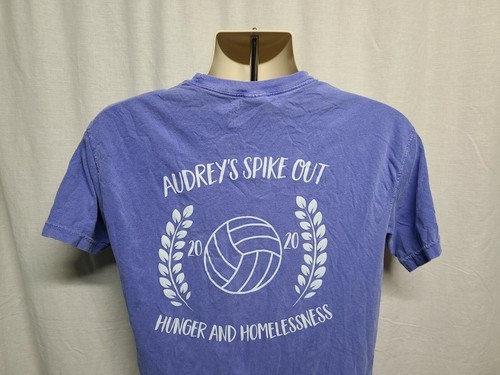 AUDREY'S SPIKE OUT
20 20
HUNGER AND HOMELESSNESS